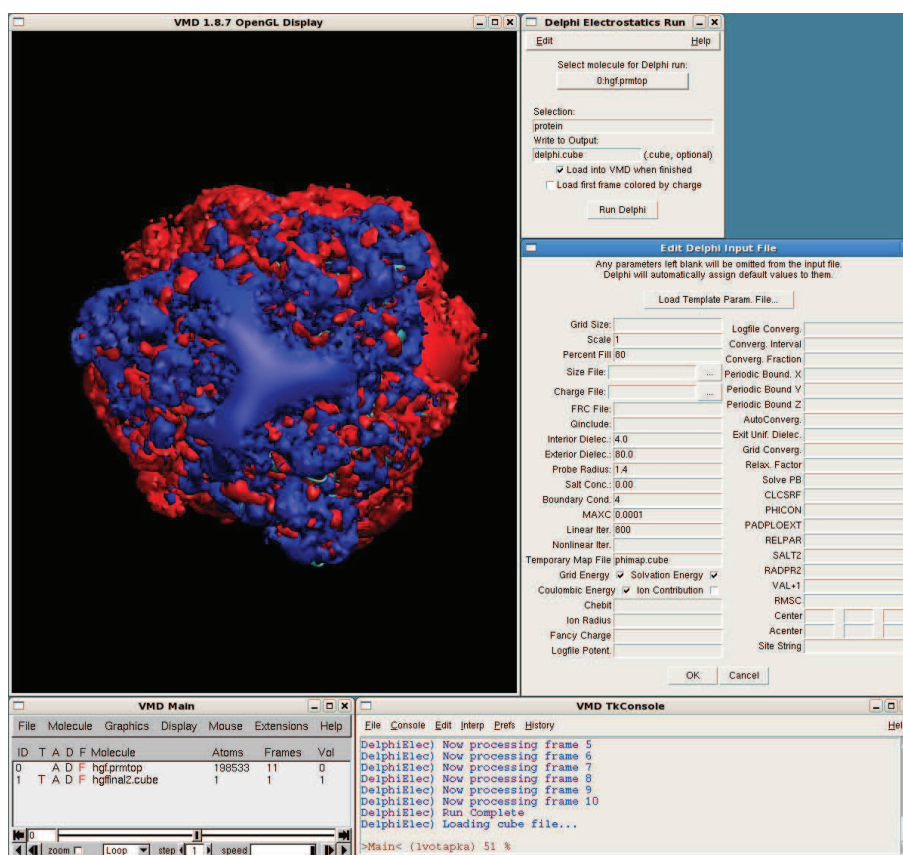 VMD 1.8.7 OpenGL Display
Delphi Electrostatics Run
Edit Help
Select molecule for Delphi run:
0:hgf.prmtop
Selection:
protein
Write to Output:
delphi.cube (.cube, optional)
Load into VMD when finished
Load first frame colored by charge
Run Delphi
Edit Delphi Input File
Any parameters left blank will be omitted from the input file.
Delphi will automatically assign default values to them.
Load Template Param. File...
Grid Size:
Scale 1
Percent Fill 80
Size File: ...
Charge File: ...
FRC File:
Qinclude:
Interior Dielec.: 4.0
Exterior Dielec.: 80.0
Probe Radius: 1.4
Salt Conc.: 0.00
Boundary Cond. 4
MAXC 0.0001
Linear Iter. 800
Nonlinear Iter.
Temporary Map File phimap.cube
Grid Energy Solvation Energy
Coulombic Energy Ion Contribution
Chebit
Ion Radius
Fancy Charge
Logfile Potent.
Logfile Converg.
Converg. Interval
Converg. Fraction
Periodic Bound. X
Periodic Bound Y
Periodic Bound Z
AutoConverg.
Exit Unif. Dielec.
Grid Converg.
Relax. Factor
Solve PB
CLCSRF
PHICON
PADPLOEXT
RELPAR
SALT2
RADPR2
VAL+1
RMSC
Center
Acenter
Site String
OK Cancel
VMD Main
File Molecule Graphics Display Mouse Extensions Help
ID T A D F Molecule Atoms Frames Vol
0 A D F hgf.prmtop 198533 11 0
1 T A D F hgffinal2.cube 1 1 1
0
zoom Loop step 1 speed
VMD TkConsole
File Console Edit Interp Prefs History Hel
DelphiElec) Now processing frame 5
DelphiElec) Now processing frame 6
DelphiElec) Now processing frame 7
DelphiElec) Now processing frame 8
DelphiElec) Now processing frame 9
DelphiElec) Now processing frame 10
DelphiElec) Run Complete
DelphiElec) Loading cube file...
>Main< (lvotapka) 51 %